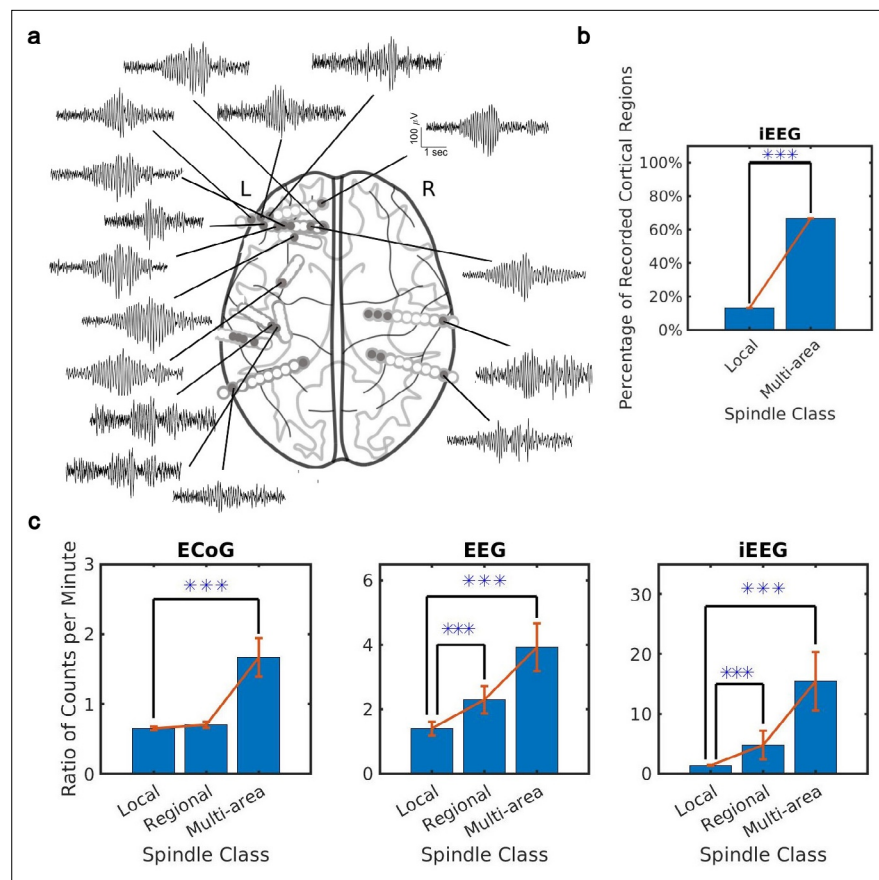 a
100 μV
1 sec
L
R
b
iEEG
Percentage of Recorded Cortical Regions
✳✳✳
100%
80%
60%
40%
20%
0%
Local
Multi-area
Spindle Class
c
ECoG
Ratio of Counts per Minute
3
2
1
0
✳✳✳
Local
Regional
Multi-area
Spindle Class
EEG
6
4
2
0
✳✳✳
✳✳✳
Local
Regional
Multi-area
Spindle Class
iEEG
30
20
10
0
✳✳✳
✳✳✳
Local
Regional
Multi-area
Spindle Class